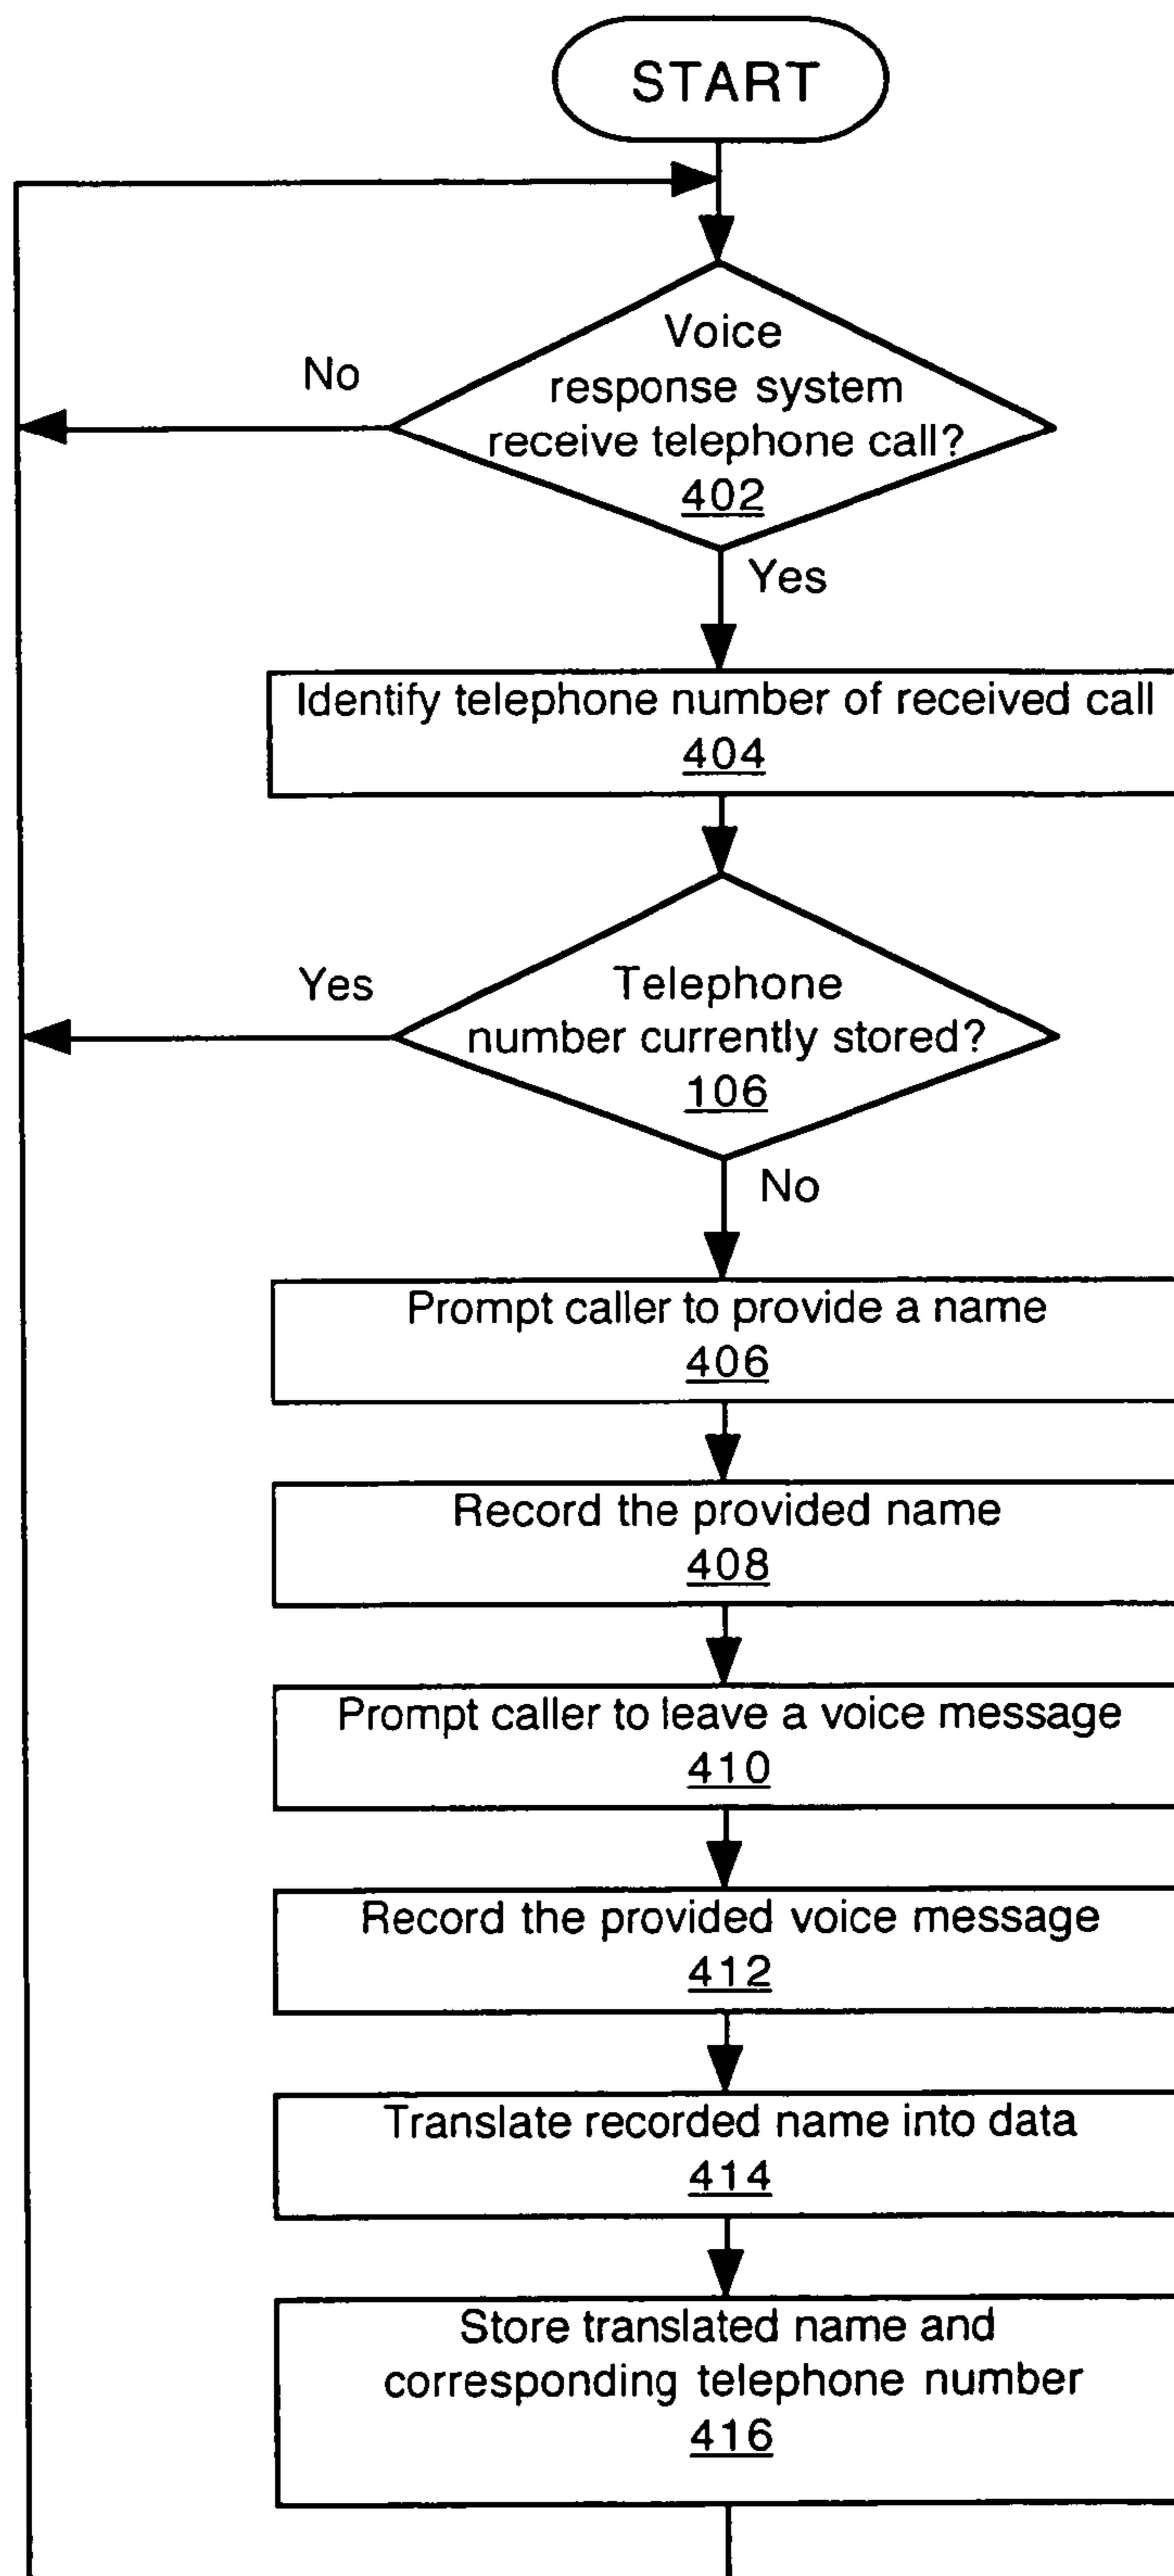 START
Voice
No
response system
receive telephone call?
402
Yes
Identify telephone number of received call
404
Yes
Telephone
number currently stored?
106
No
Prompt caller to provide a name
406
Record the provided name
408
Prompt caller to leave a voice message
410
Record the provided voice message
412
Translate recorded name into data
414
Store translated name and
corresponding telephone number
416